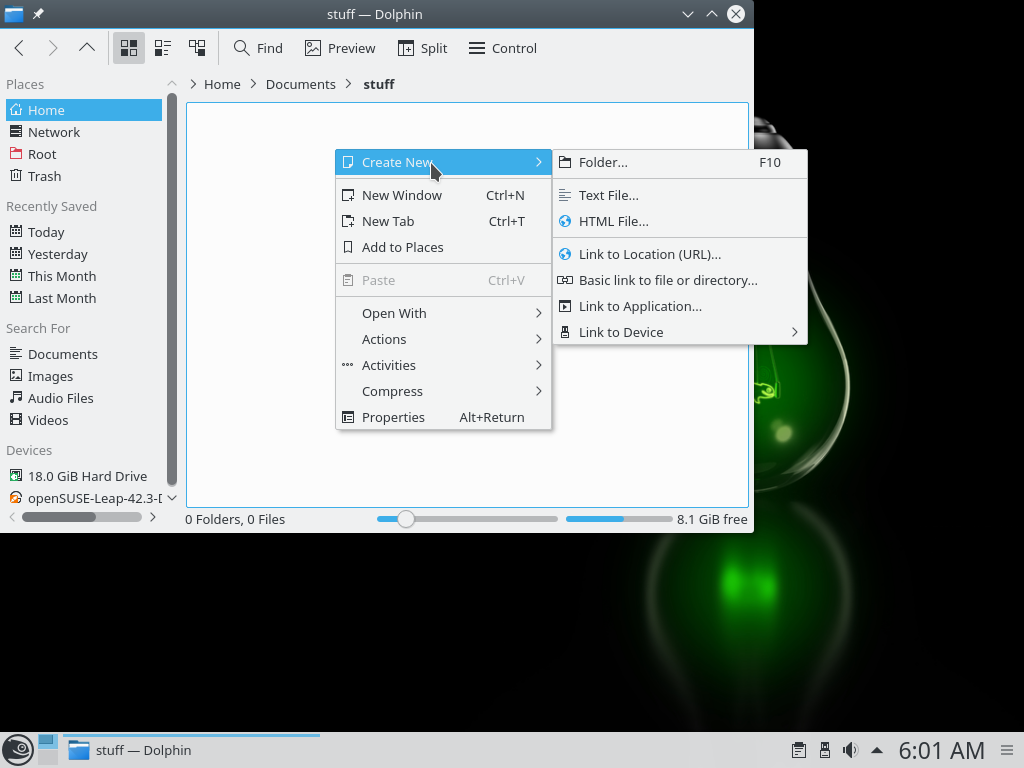 stuff — Dolphin
Find
Preview
Split
Control
Places
Home
Network
Root
Trash
Recently Saved
Today
Yesterday
This Month
Last Month
Search For
Documents
Images
Audio Files
Videos
Devices
18.0 GiB Hard Drive
openSUSE-Leap-42.3-
Home > Documents > stuff
Create New
New Window Ctrl+N
New Tab Ctrl+T
Add to Places
Paste Ctrl+V
Open With
Actions
Activities
Compress
Properties Alt+Return
Folder... F10
Text File...
HTML File...
Link to Location (URL)...
Basic link to file or directory...
Link to Application...
Link to Device
0 Folders, 0 Files
8.1 GiB free
stuff — Dolphin
6:01 AM